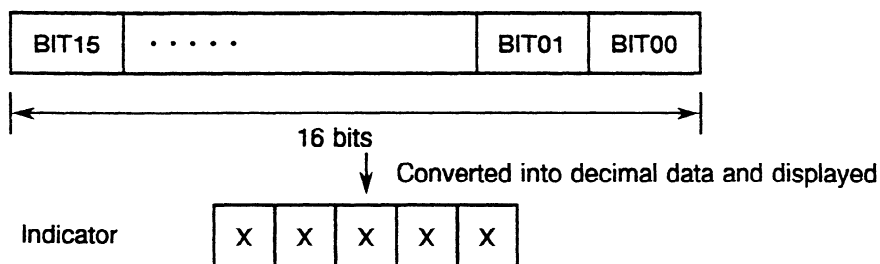 BIT15 ..... BIT01 BIT00
16 bits
Converted into decimal data and displayed
Indicator X X X X X